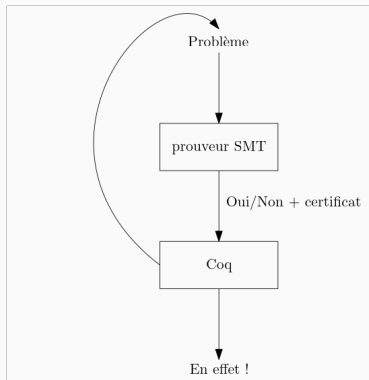 Problème
prouveur SMT
Oui/Non + certificat
Coq
En effet !